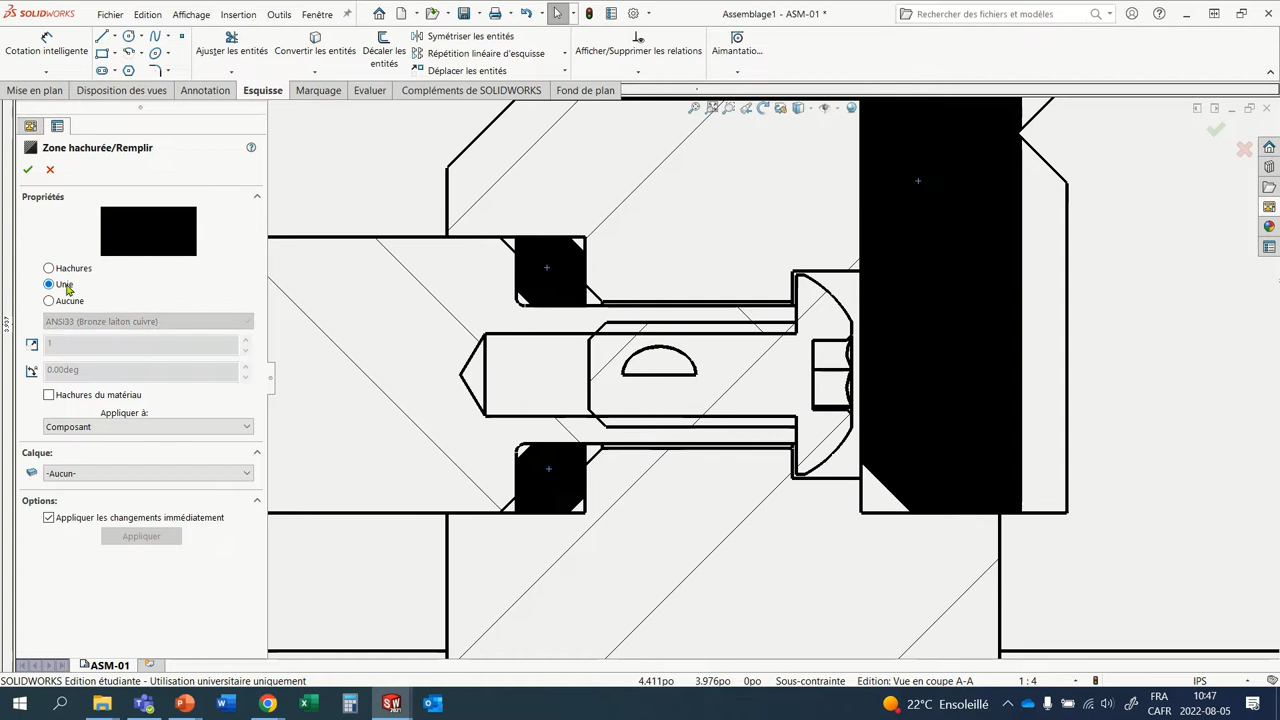 SOLIDWORKS
Fichier
Edition
Affichage
Insertion
Outils
Fenêtre
Assemblage1 - ASM-01 *
Rechercher des fichiers et modèles
Cotation intelligente
Ajuster les entités
Convertir les entités
Décaler les entités
Symétriser les entités
Répétition linéaire d'esquisse
Déplacer les entités
Afficher/Supprimer les relations
Aimantation...
Mise en plan
Disposition des vues
Annotation
Esquisse
Marquage
Evaluer
Compléments de SOLIDWORKS
Fond de plan
Zone hachurée/Remplir
Propriétés
Hachures
Unie
Aucune
ANSI33 (Bronze laiton cuivre)
1
0.00deg
Hachures du matériau
Appliquer à:
Composant
Calque:
-Aucun-
Options:
Appliquer les changements immédiatement
Appliquer
ASM-01
SOLIDWORKS Edition étudiante - Utilisation universitaire uniquement
4.411po
3.976po
0po
Sous-contrainte
Edition: Vue en coupe A-A
1 : 4
IPS
22°C Ensoleillé
FRA
CAFR
10:47
2022-08-05